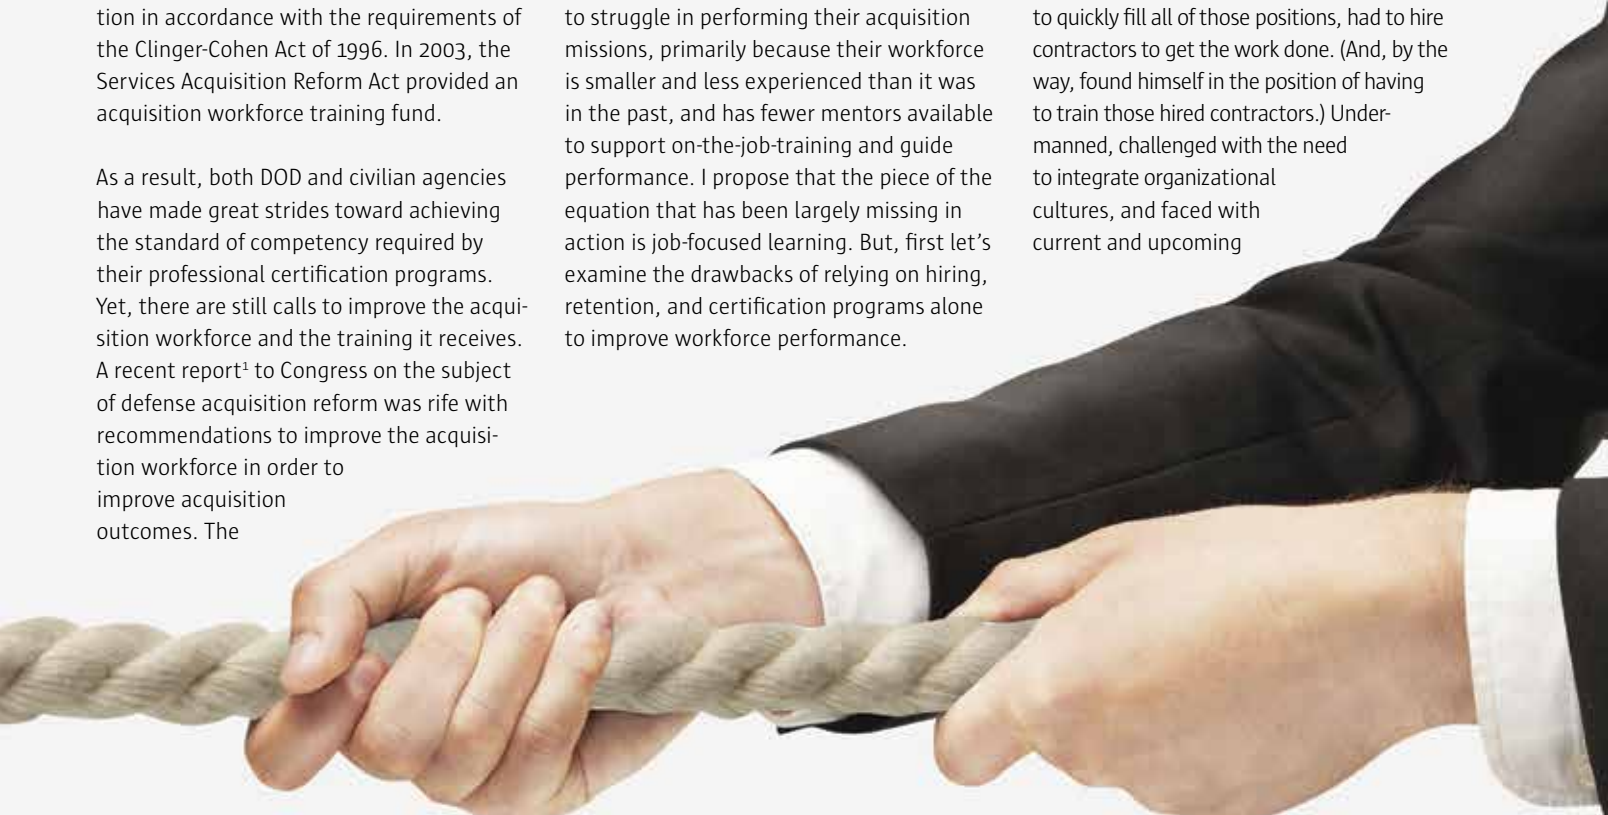 tion in accordance with the requirements of
the Clinger-Cohen Act of 1996. In 2003, the
Services Acquisition Reform Act provided an
acquisition workforce training fund.
As a result, both DOD and civilian agencies
have made great strides toward achieving
the standard of competency required by
their professional certification programs.
Yet, there are still calls to improve the acqui-
sition workforce and the training it receives.
A recent report¹ to Congress on the subject
of defense acquisition reform was rife with
recommendations to improve the acquisi-
tion workforce in order to
improve acquisition
outcomes. The
to struggle in performing their acquisition
missions, primarily because their workforce
is smaller and less experienced than it was
in the past, and has fewer mentors available
to support on-the-job-training and guide
performance. I propose that the piece of the
equation that has been largely missing in
action is job-focused learning. But, first let’s
examine the drawbacks of relying on hiring,
retention, and certification programs alone
to improve workforce performance.
to quickly fill all of those positions, had to hire
contractors to get the work done. (And, by the
way, found himself in the position of having
to train those hired contractors.) Under-
manned, challenged with the need
to integrate organizational
cultures, and faced with
current and upcoming